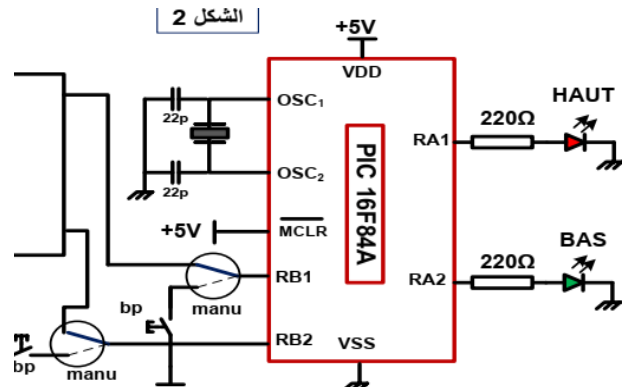 الشكل 2
+5V
VDD
HAUT
OSC₁
220Ω
22p
RA1
PIC 16F84A
OSC₂
22p
+5V
MCLR
BAS
220Ω
RB1
RA2
bp
manu
RB2
VSS
bp
manu